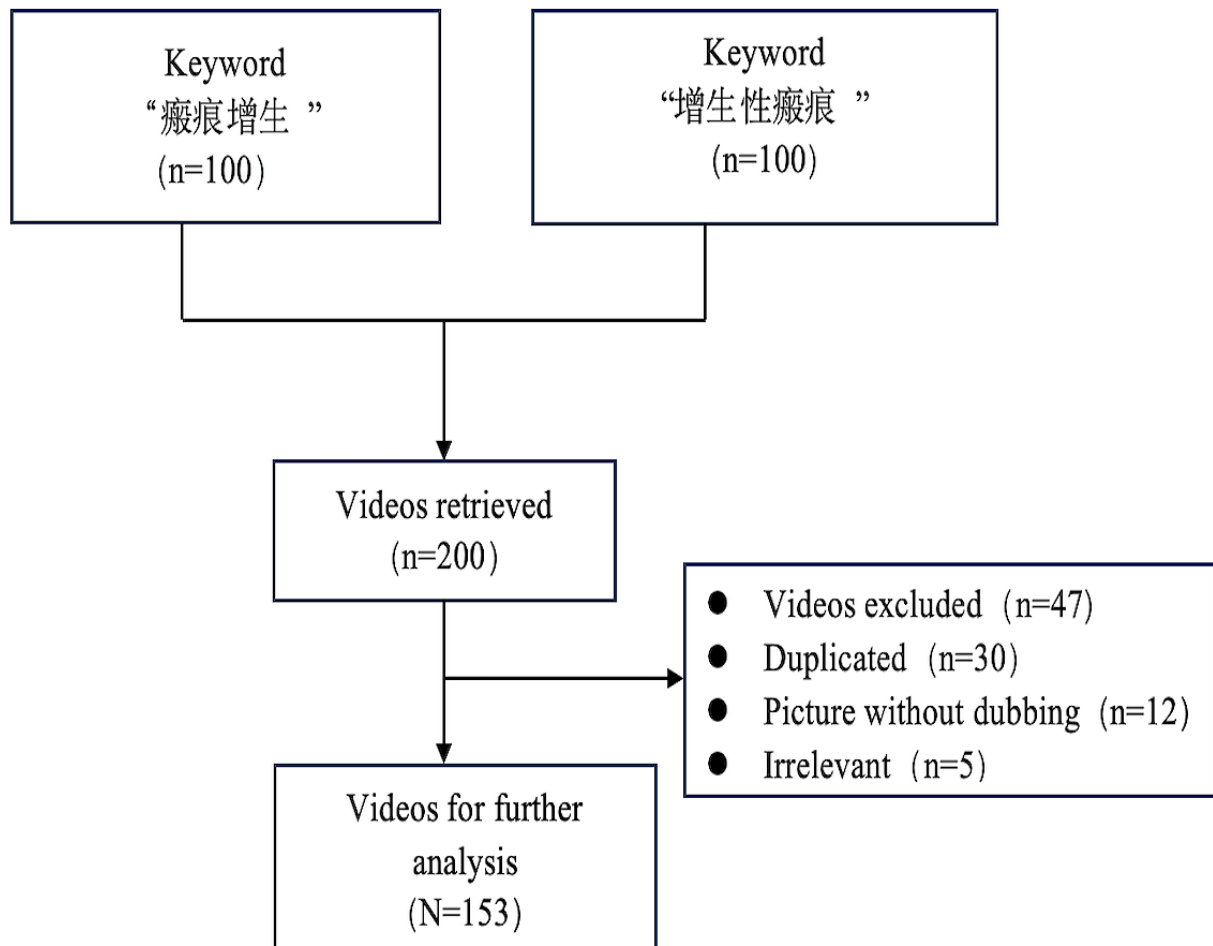 Keyword
“瘢痕增生 ”
(n=100)
Keyword
“增生性瘢痕 ”
(n=100)
Videos retrieved
(n=200)
● Videos excluded (n=47)
● Duplicated (n=30)
● Picture without dubbing (n=12)
● Irrelevant (n=5)
Videos for further
analysis
(N=153)